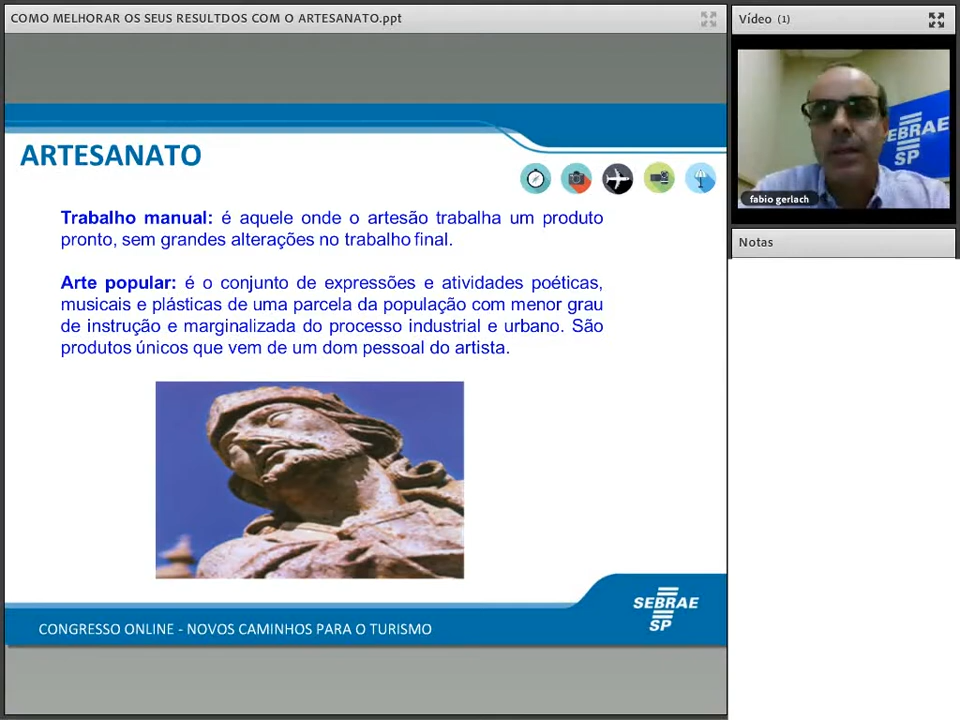 COMO MELHORAR OS SEUS RESULTDOS COM O ARTESANATO.ppt
Vídeo (1)
EBRAE
SP
fabio gerlach
Notas
ARTESANATO
Trabalho manual: é aquele onde o artesão trabalha um produto
pronto, sem grandes alterações no trabalho final.
Arte popular: é o conjunto de expressões e atividades poéticas,
musicais e plásticas de uma parcela da população com menor grau
de instrução e marginalizada do processo industrial e urbano. São
produtos únicos que vem de um dom pessoal do artista.
SEBRAE
SP
CONGRESSO ONLINE - NOVOS CAMINHOS PARA O TURISMO